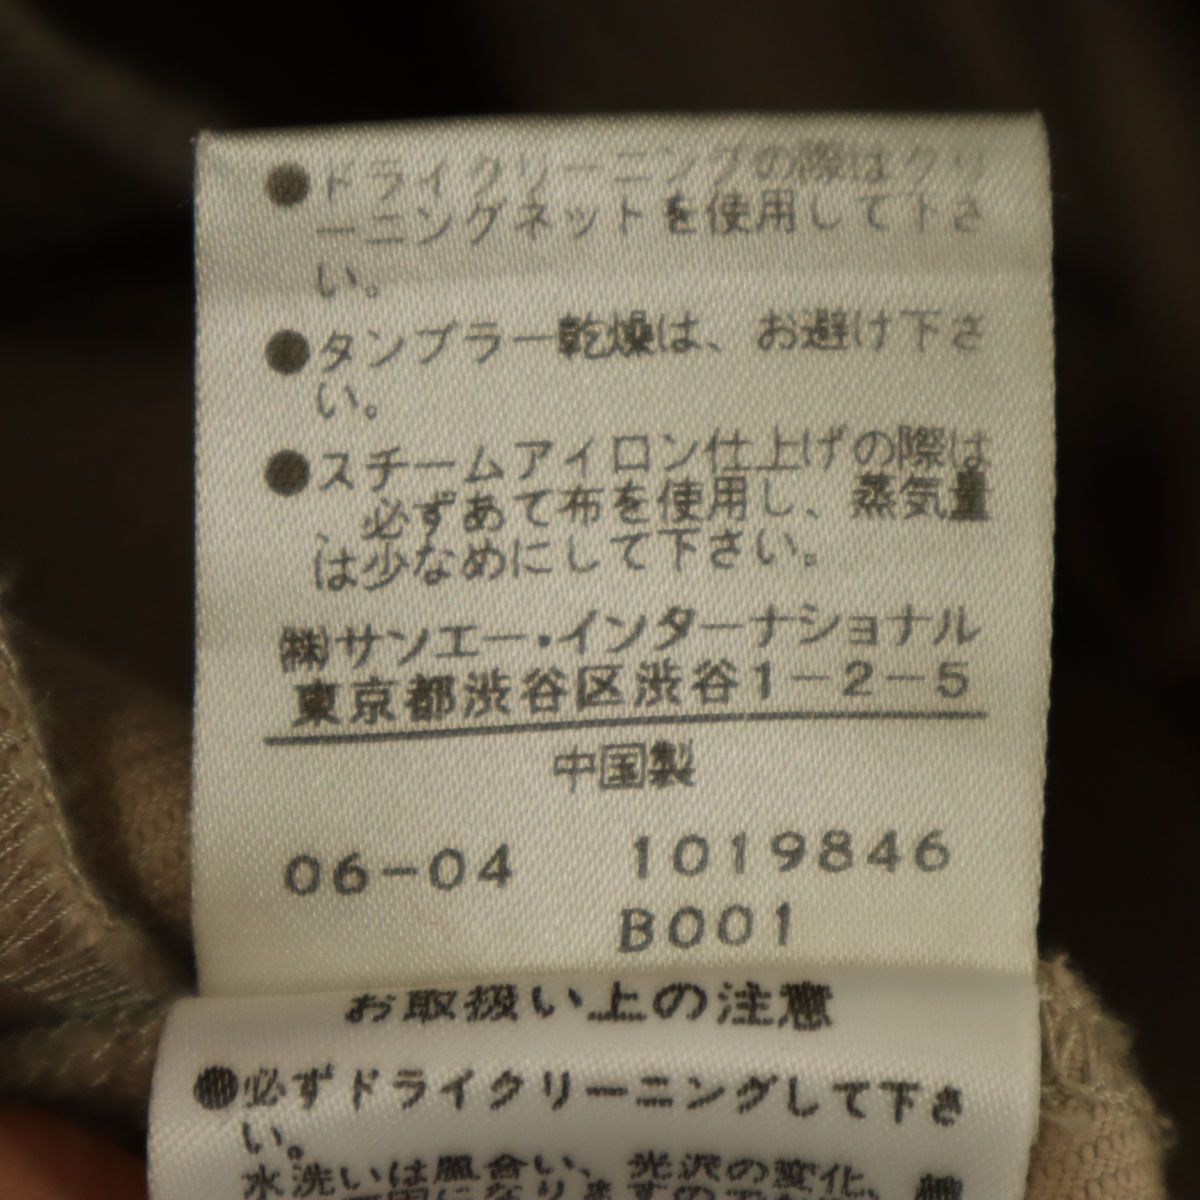 ●ドライクリーニングの際はクリ
ーニングネットを使用して下さ
い。
●タンブラー乾燥は、お避け下さ
い。
●スチームアイロン仕上げの際は
、必ずあて布を使用し、蒸気量
は少なめにして下さい。
㈱サンエー・インターナショナル
東京都渋谷区渋谷1-2-5
中国製
06-04 1019846
B001
お取扱い上の注意
●必ずドライクリーニングして下さ
い。
水洗いは風合い、光沢の変化、